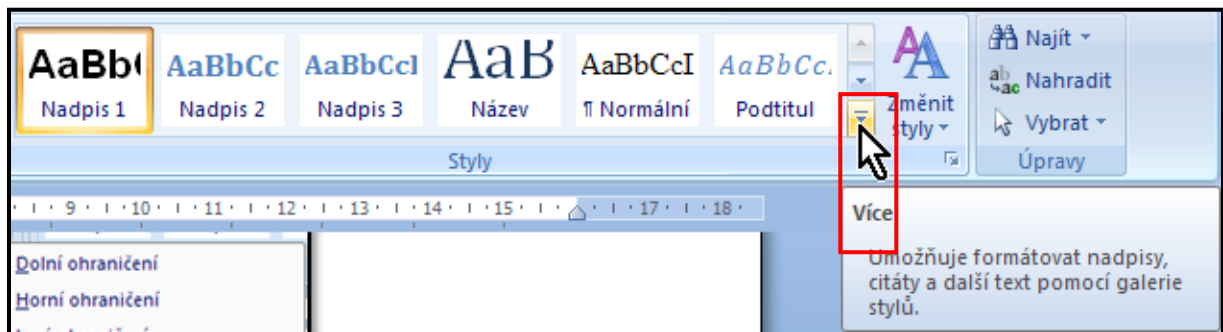 AaBb( AaBbCc AaBbCcI AaB AaBbCcI AaBbCc.
Nadpis 1 Nadpis 2 Nadpis 3 Název ¶ Normální Podtitul
Změnit
styly
Styly
Najít
Nahradit
Vybrat
Úpravy
9 10 11 12 13 14 15 17 18
Dolní ohraničení
Horní ohraničení
Více
Umožňuje formátovat nadpisy,
citáty a další text pomocí galerie
stylů.